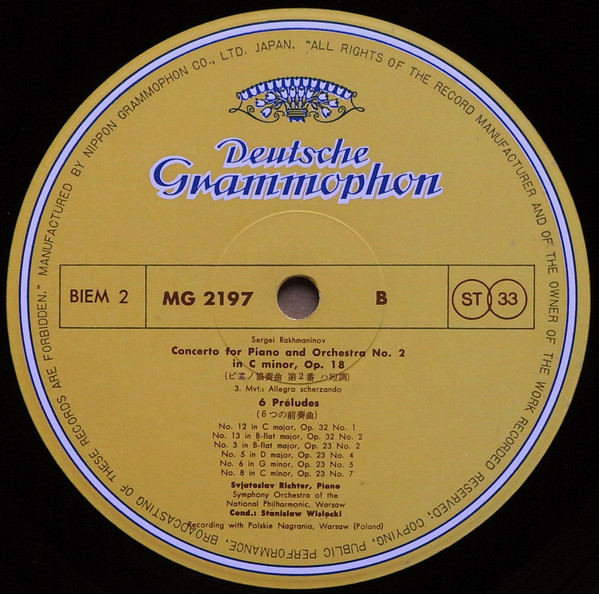 MANUFACTURED BY NIPPON GRAMMOPHON CO., LTD. JAPAN. "ALL RIGHTS OF THE RECORD MANUFACTURER AND OF THE OWNER OF THE WORK RECORDED RESERVED; COPYING, PUBLIC PERFORMANCE, BROADCASTING OF THESE RECORDS ARE FORBIDDEN."
Deutsche
Grammophon
BIEM 2 MG 2197 B ST 33
Sergei Rakhmaninov
Concerto for Piano and Orchestra No. 2
in C minor, Op. 18
(ピエノ協奏曲 第2番 ハ短調)
3. Mvt.: Allegro scherzando
6 Préludes
(6つの前奏曲)
No. 12 in C major, Op. 32 No. 1
No. 13 in B-flat major, Op. 32 No. 2
No. 3 in B-flat major, Op. 23 No. 2
No. 5 in D major, Op. 23 No. 4
No. 6 in G minor, Op. 23 No. 5
No. 8 in C minor, Op. 23 No. 7
Svjatoslav Richter, Piano
Symphony Orchestra of the
National Philharmonic, Warsaw
Cond.: Stanislaw Wislocki
Recording with Polskie Nagrania, Warsaw (Poland)